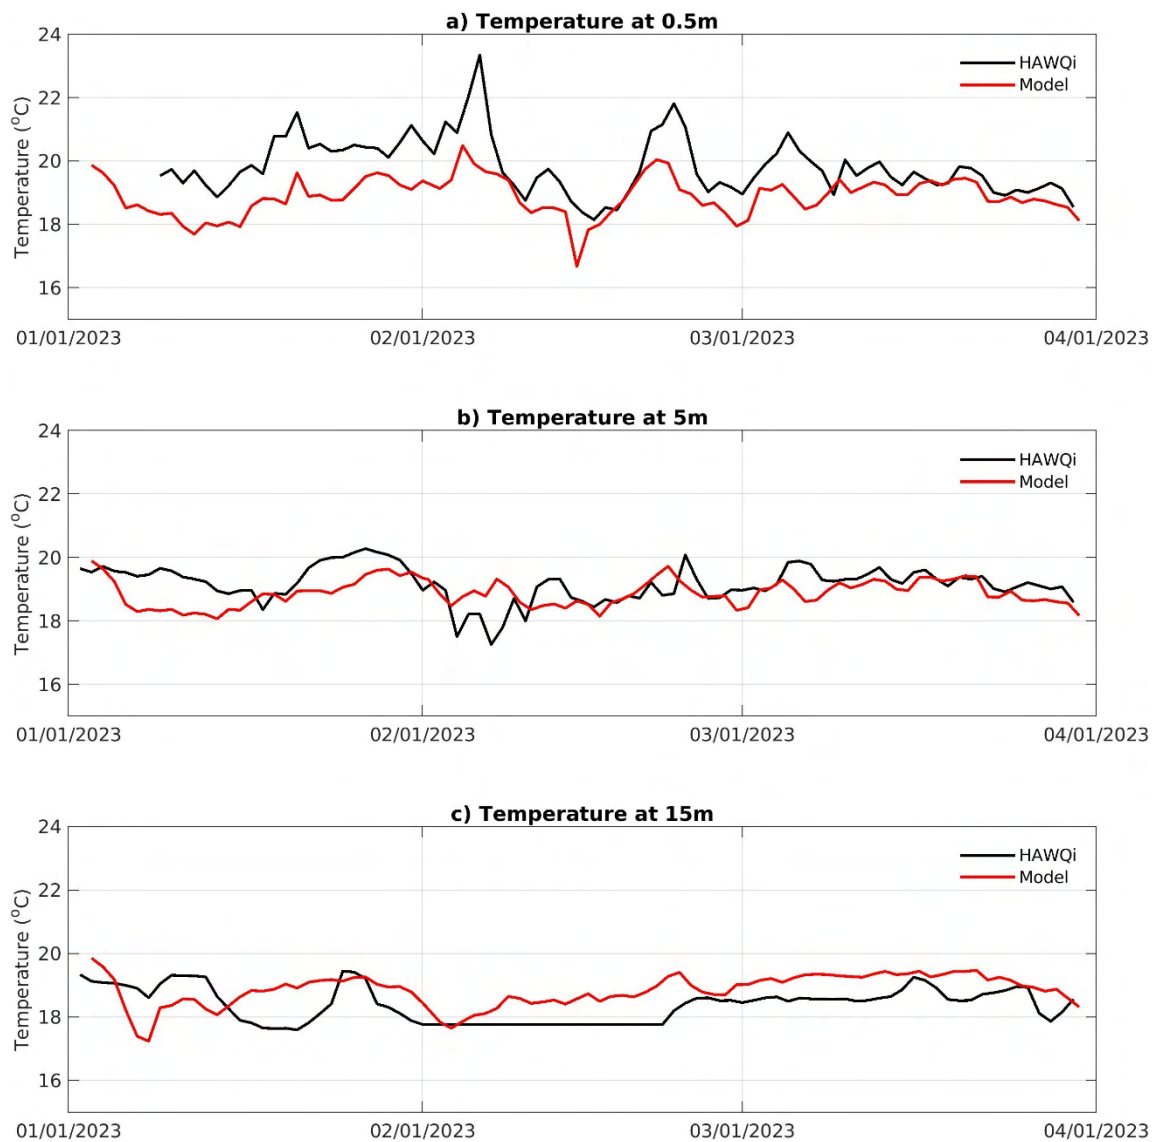 a) Temperature at 0.5m
24
22
20
18
16
Temperature (°C)
HAWQi
Model
01/01/2023 02/01/2023 03/01/2023 04/01/2023
b) Temperature at 5m
24
22
20
18
16
Temperature (°C)
HAWQi
Model
01/01/2023 02/01/2023 03/01/2023 04/01/2023
c) Temperature at 15m
24
22
20
18
16
Temperature (°C)
HAWQi
Model
01/01/2023 02/01/2023 03/01/2023 04/01/2023